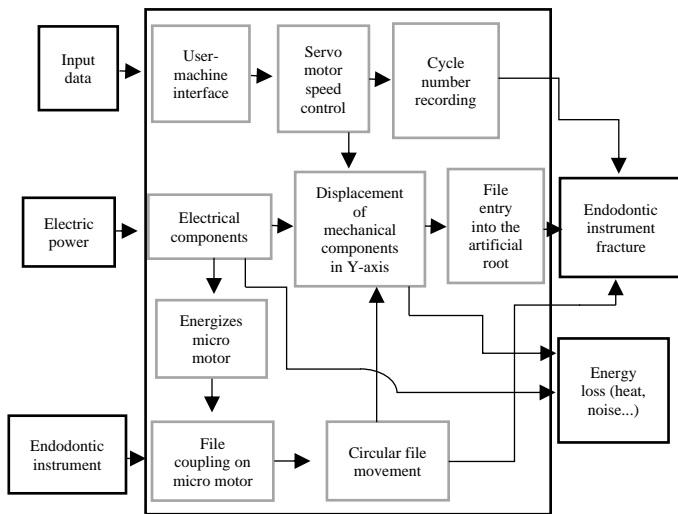 Input
data
User-
machine
interface
Servo
motor
speed
control
Cycle
number
recording
Electric
power
Electrical
components
Displacement
of
mechanical
components
in Y-axis
File
entry
into the
artificial
root
Endodontic
instrument
fracture
Energizes
micro
motor
Energy
loss (heat,
noise...)
Endodontic
instrument
File
coupling on
micro motor
Circular file
movement